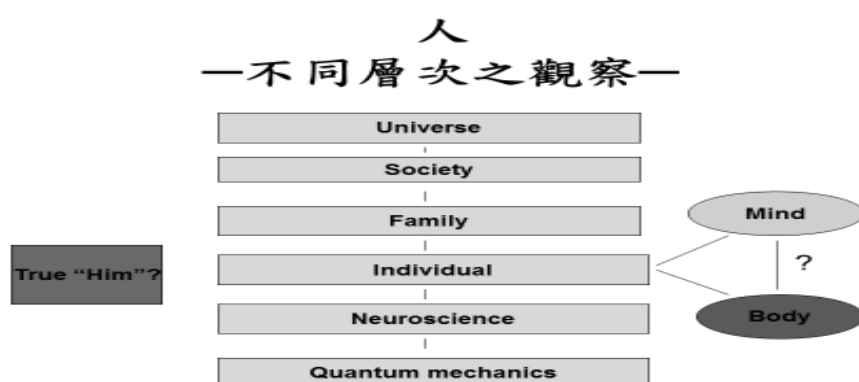 人
—不同層次之觀察—
Universe
Society
Family
Mind
True “Him”?
Individual
?
Neuroscience
Body
Quantum mechanics